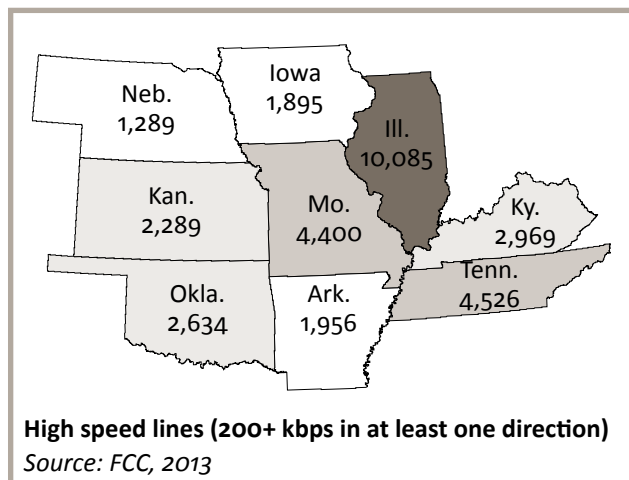 Neb.
1,289
Iowa
1,895
Ill.
10,085
Kan.
2,289
Mo.
4,400
Ky.
2,969
Okla.
2,634
Ark.
1,956
Tenn.
4,526
High speed lines (200+ kbps in at least one direction)
Source: FCC, 2013